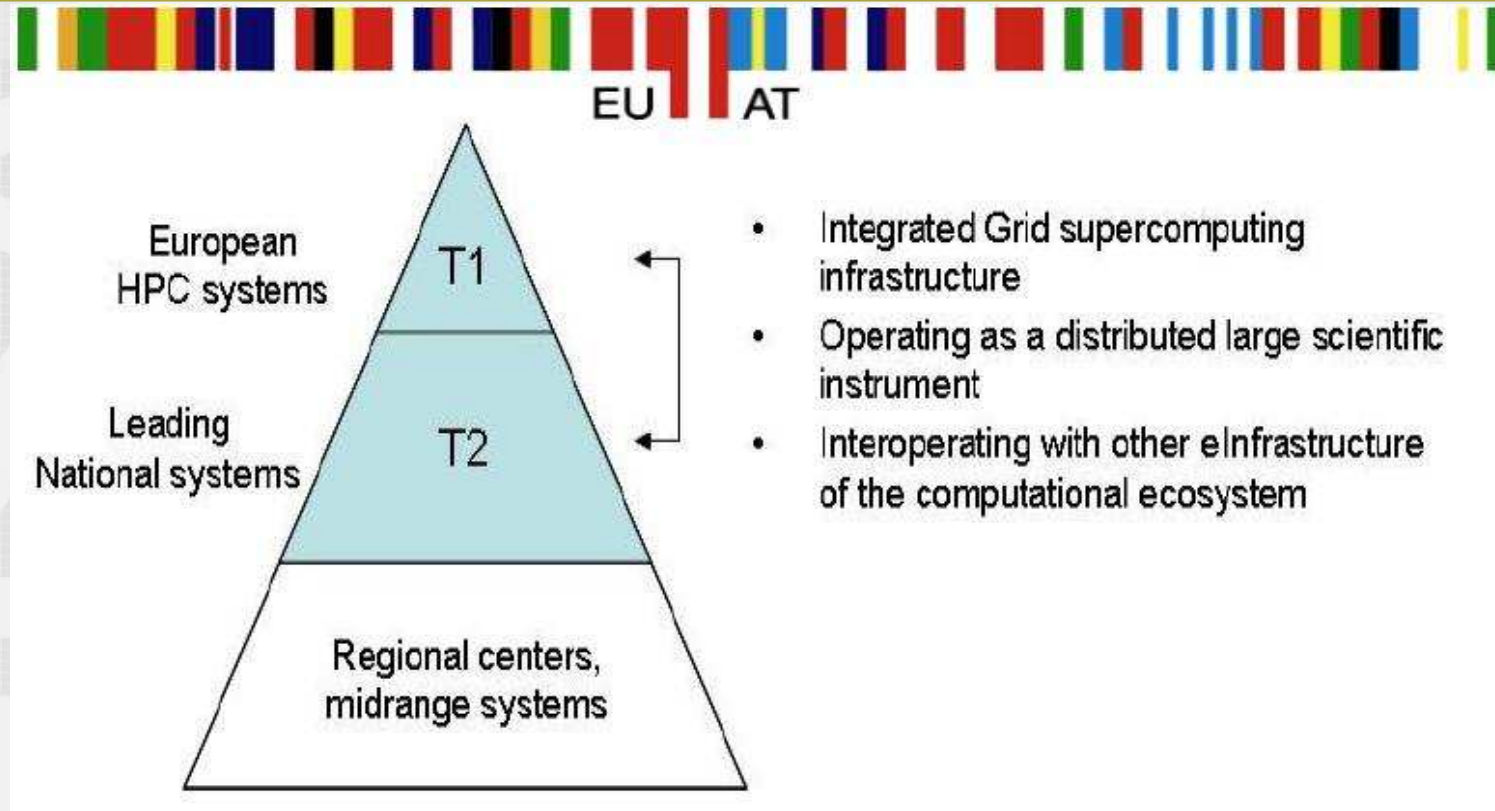 EU AT
European
HPC systems
T1
Leading
National systems
T2
Regional centers,
midrange systems
• Integrated Grid supercomputing
infrastructure
• Operating as a distributed large scientific
instrument
• Interoperating with other eInfrastructure
of the computational ecosystem